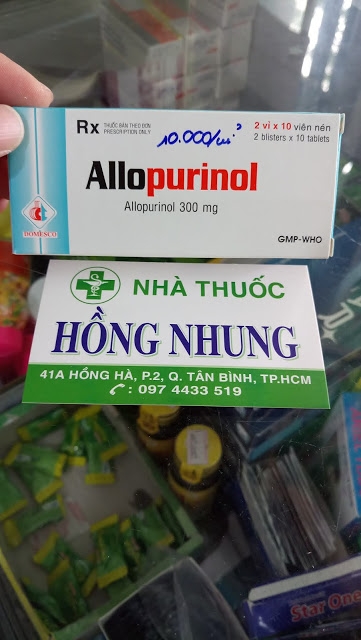 Rx
THUỐC BÁN THEO ĐƠN
PRESCRIPTION ONLY
10.000/vỉ
2 vỉ x 10 viên nén
2 blisters x 10 tablets
Allopurinol
Allopurinol 300 mg
DOMESCO
GMP-WHO
NHÀ THUỐC
HỒNG NHUNG
41A HỒNG HÀ, P.2, Q. TÂN BÌNH, TP.HCM
: 097 4433 519
Star One